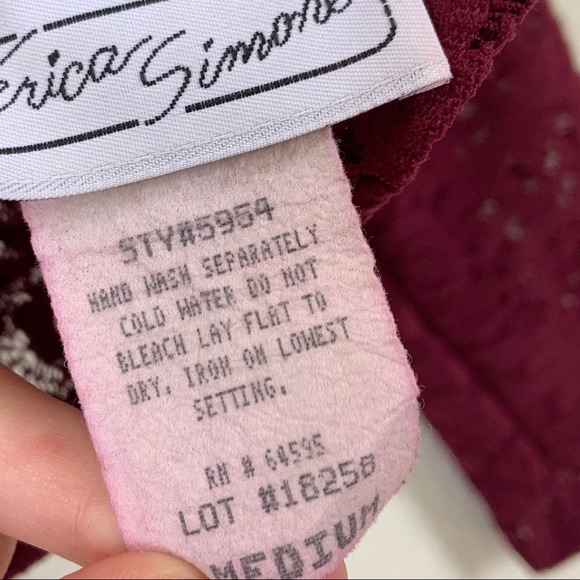 Erica Simone
STY#5954
HAND WASH SEPARATELY
COLD WATER DO NOT
BLEACH LAY FLAT TO
DRY. IRON ON LOWEST
SETTING.
RN # 64595
LOT #18258
MEDIUM